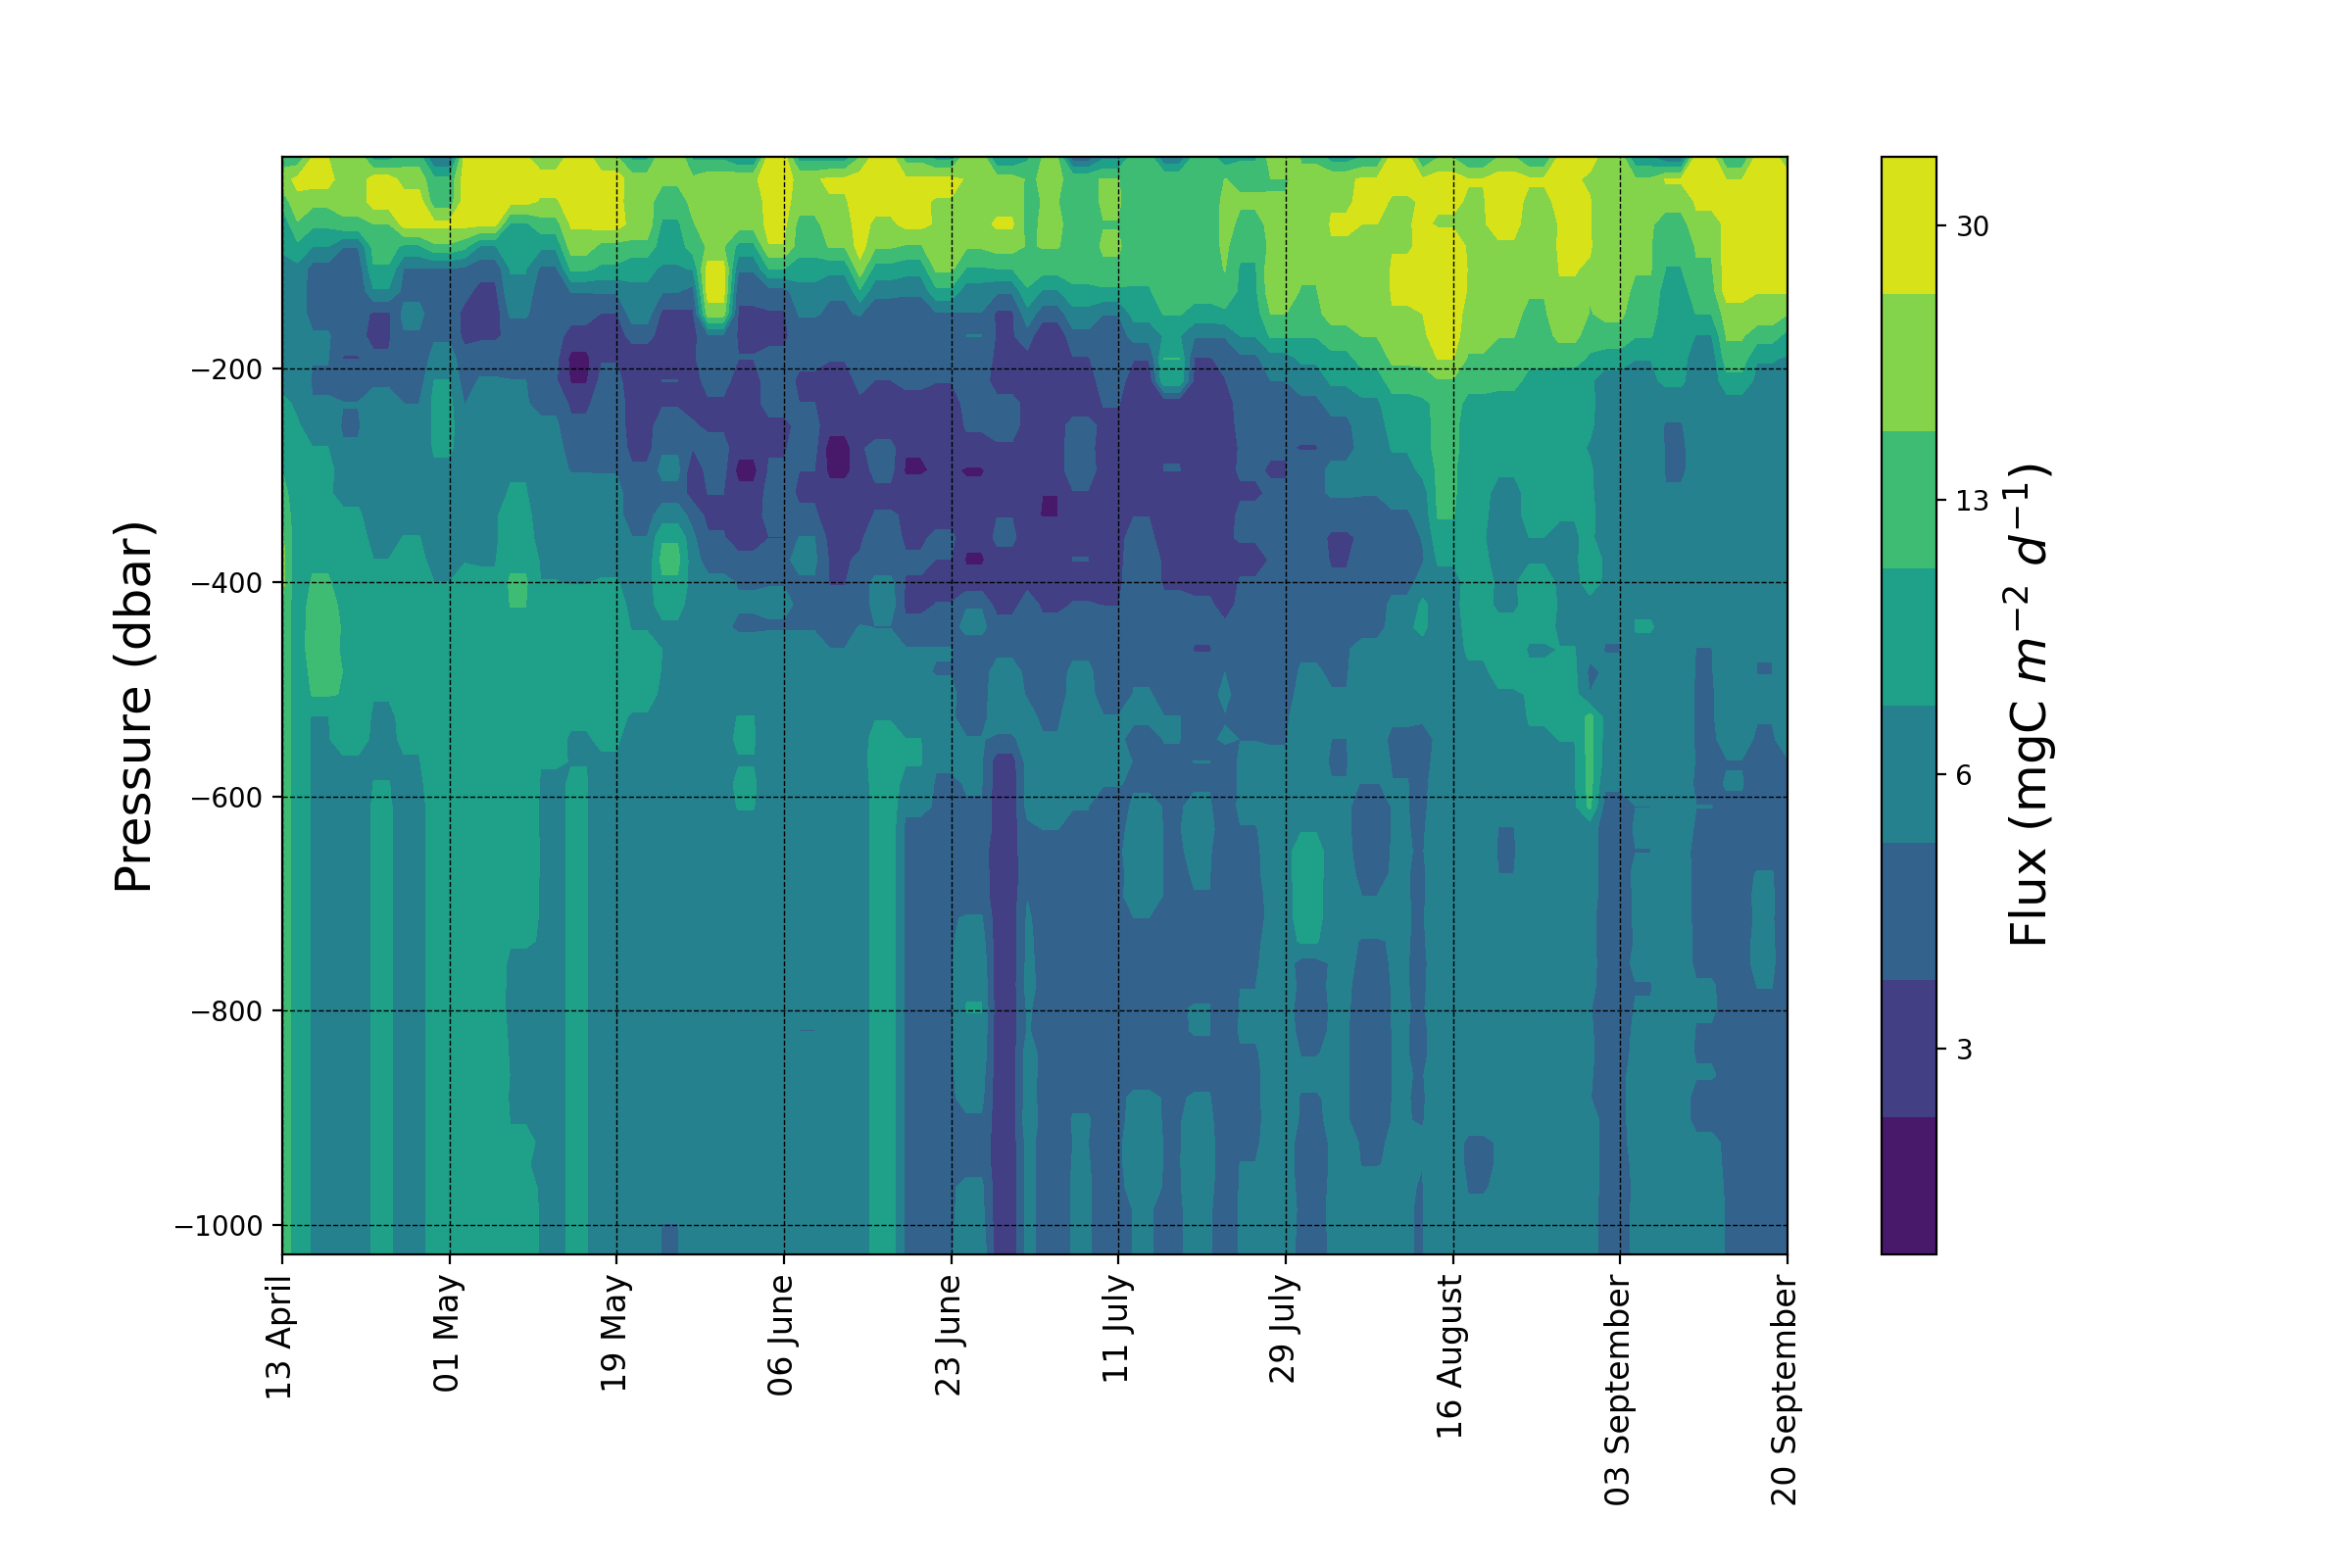 Pressure (dbar)
−200
−400
−600
−800
−1000
13 April
01 May
19 May
06 June
23 June
11 July
29 July
16 August
03 September
20 September
30
13
6
3
Flux (mgC m⁻² d⁻¹)